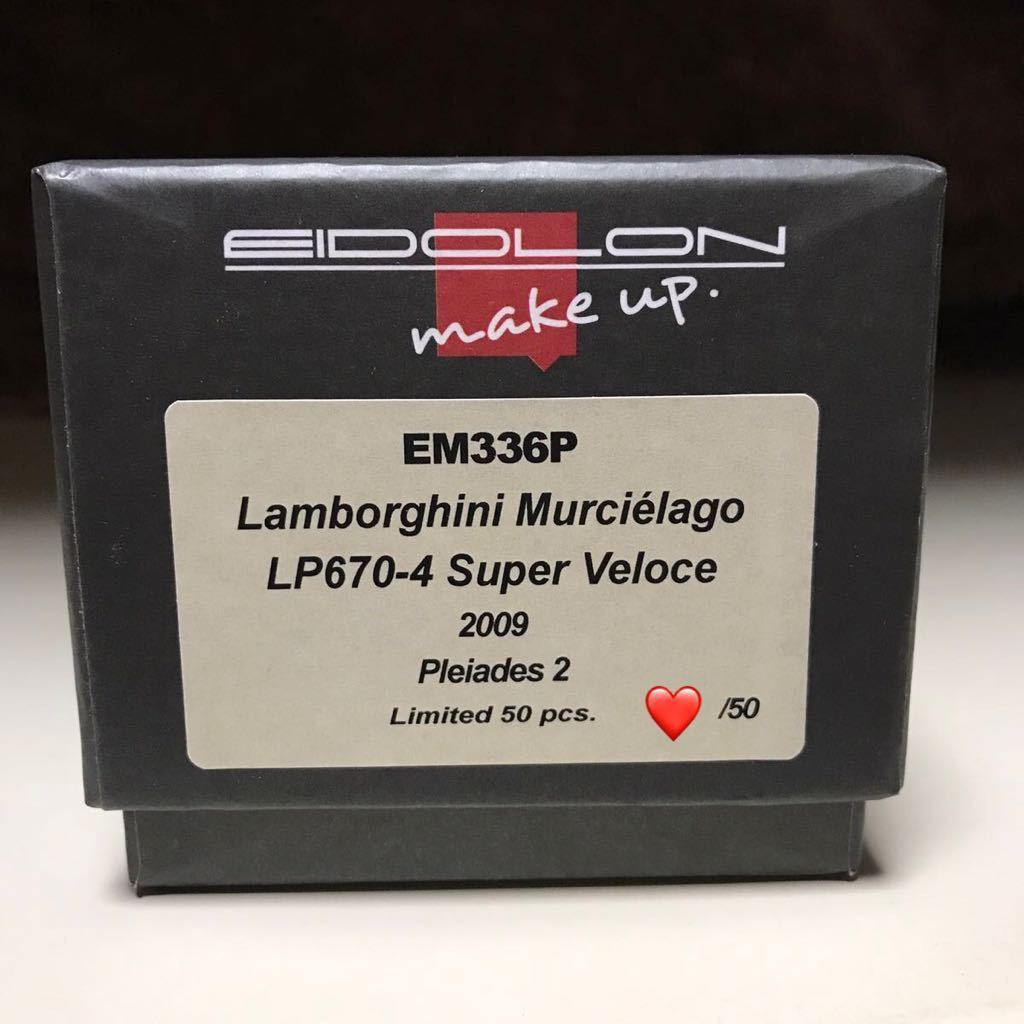 EIDOLON
make up.
EM336P
Lamborghini Murciélago
LP670-4 Super Veloce
2009
Pleiades 2
Limited 50 pcs. ❤️ /50